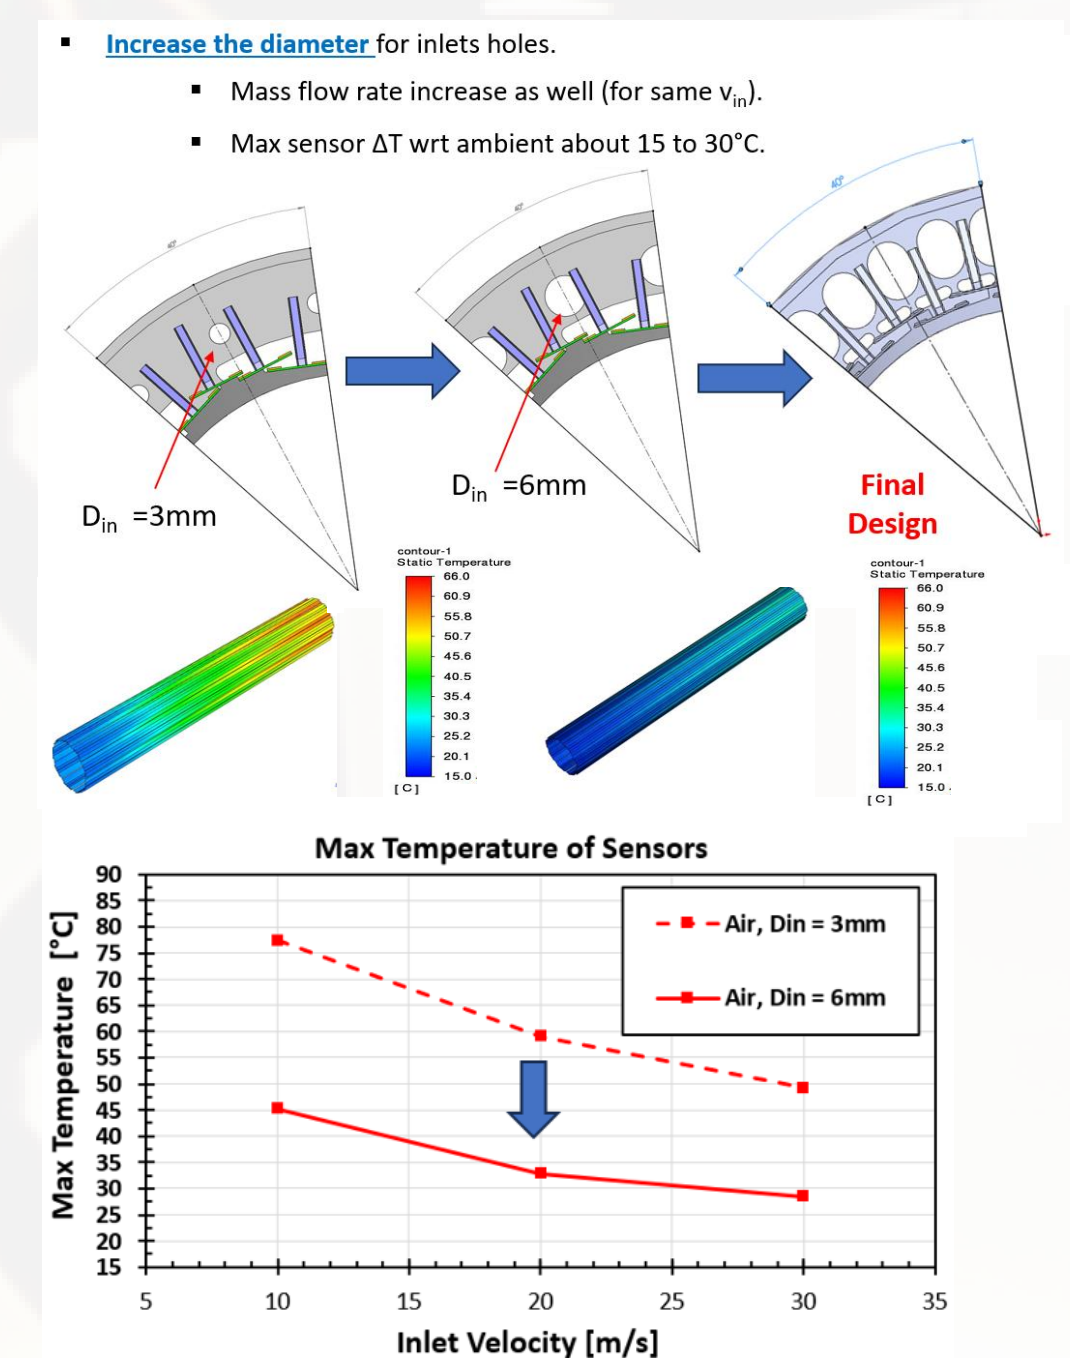 ▪ Increase the diameter for inlets holes.
▪ Mass flow rate increase as well (for same vin).
▪ Max sensor ΔT wrt ambient about 15 to 30°C.
40°
Din =3mm
Din =6mm
Final
Design
contour-1
Static Temperature
66.0
60.9
55.8
50.7
45.6
40.5
35.4
30.3
25.2
20.1
15.0
[ C ]
contour-1
Static Temperature
66.0
60.9
55.8
50.7
45.6
40.5
35.4
30.3
25.2
20.1
15.0
[ C ]
Max Temperature of Sensors
Max Temperature [°C]
90
85
80
75
70
65
60
55
50
45
40
35
30
25
20
15
Air, Din = 3mm
Air, Din = 6mm
5 10 15 20 25 30 35
Inlet Velocity [m/s]